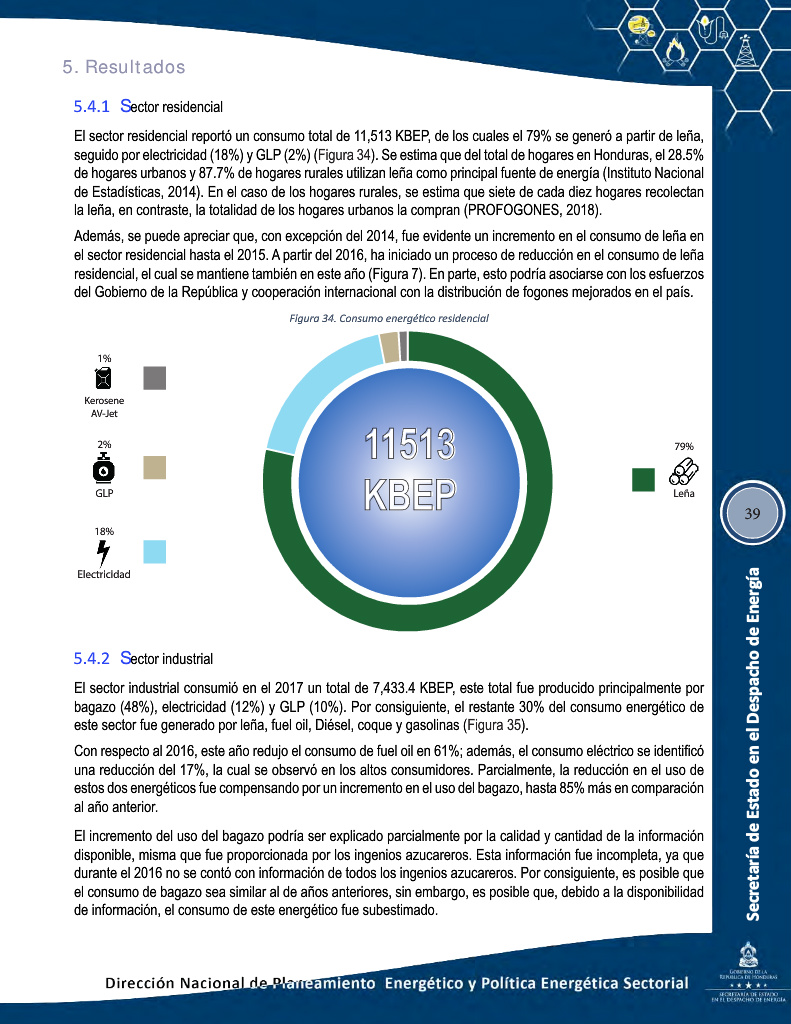 5. Resultados
5.4.1 Sector residencial
El sector residencial reportó un consumo total de 11,513 KBEP, de los cuales el 79% se generó a partir de leña,
seguido por electricidad (18%) y GLP (2%) (Figura 34). Se estima que del total de hogares en Honduras, el 28.5%
de hogares urbanos y 87.7% de hogares rurales utilizan leña como principal fuente de energía (Instituto Nacional
de Estadísticas, 2014). En el caso de los hogares rurales, se estima que siete de cada diez hogares recolectan
la leña, en contraste, la totalidad de los hogares urbanos la compran (PROFOGONES, 2018).
Además, se puede apreciar que, con excepción del 2014, fue evidente un incremento en el consumo de leña en
el sector residencial hasta el 2015. A partir del 2016, ha iniciado un proceso de reducción en el consumo de leña
residencial, el cual se mantiene también en este año (Figura 7). En parte, esto podría asociarse con los esfuerzos
del Gobierno de la República y cooperación internacional con la distribución de fogones mejorados en el país.
Figura 34. Consumo energético residencial
1%
Kerosene
AV-Jet
2%
GLP
18%
Electricidad
11513
KBEP
79%
Leña
39
5.4.2 Sector industrial
El sector industrial consumió en el 2017 un total de 7,433.4 KBEP, este total fue producido principalmente por
bagazo (48%), electricidad (12%) y GLP (10%). Por consiguiente, el restante 30% del consumo energético de
este sector fue generado por leña, fuel oil, Diésel, coque y gasolinas (Figura 35).
Con respecto al 2016, este año redujo el consumo de fuel oil en 61%; además, el consumo eléctrico se identificó
una reducción del 17%, la cual se observó en los altos consumidores. Parcialmente, la reducción en el uso de
estos dos energéticos fue compensando por un incremento en el uso del bagazo, hasta 85% más en comparación
al año anterior.
El incremento del uso del bagazo podría ser explicado parcialmente por la calidad y cantidad de la información
disponible, misma que fue proporcionada por los ingenios azucareros. Esta información fue incompleta, ya que
durante el 2016 no se contó con información de todos los ingenios azucareros. Por consiguiente, es posible que
el consumo de bagazo sea similar al de años anteriores, sin embargo, es posible que, debido a la disponibilidad
de información, el consumo de este energético fue subestimado.
Secretaría de Estado en el Despacho de Energía
Dirección Nacional de Planeamiento Energético y Política Energética Sectorial
GOBIERNO DE LA
REPÚBLICA DE HONDURAS
SECRETARÍA DE ESTADO
EN EL DESPACHO DE ENERGÍA